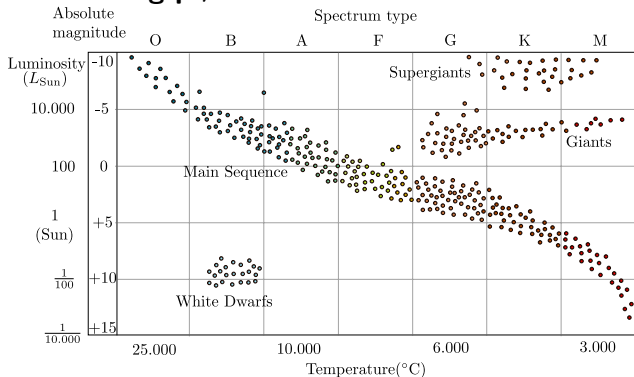 Absolute
magnitude
Spectrum type
O B A F G K M
Luminosity
(L_Sun)
-10
Supergiants
10.000
-5
Giants
100
0
Main Sequence
1
(Sun)
+5
1/100
+10
White Dwarfs
1/10.000
+15
25.000 10.000 6.000 3.000
Temperature(°C)